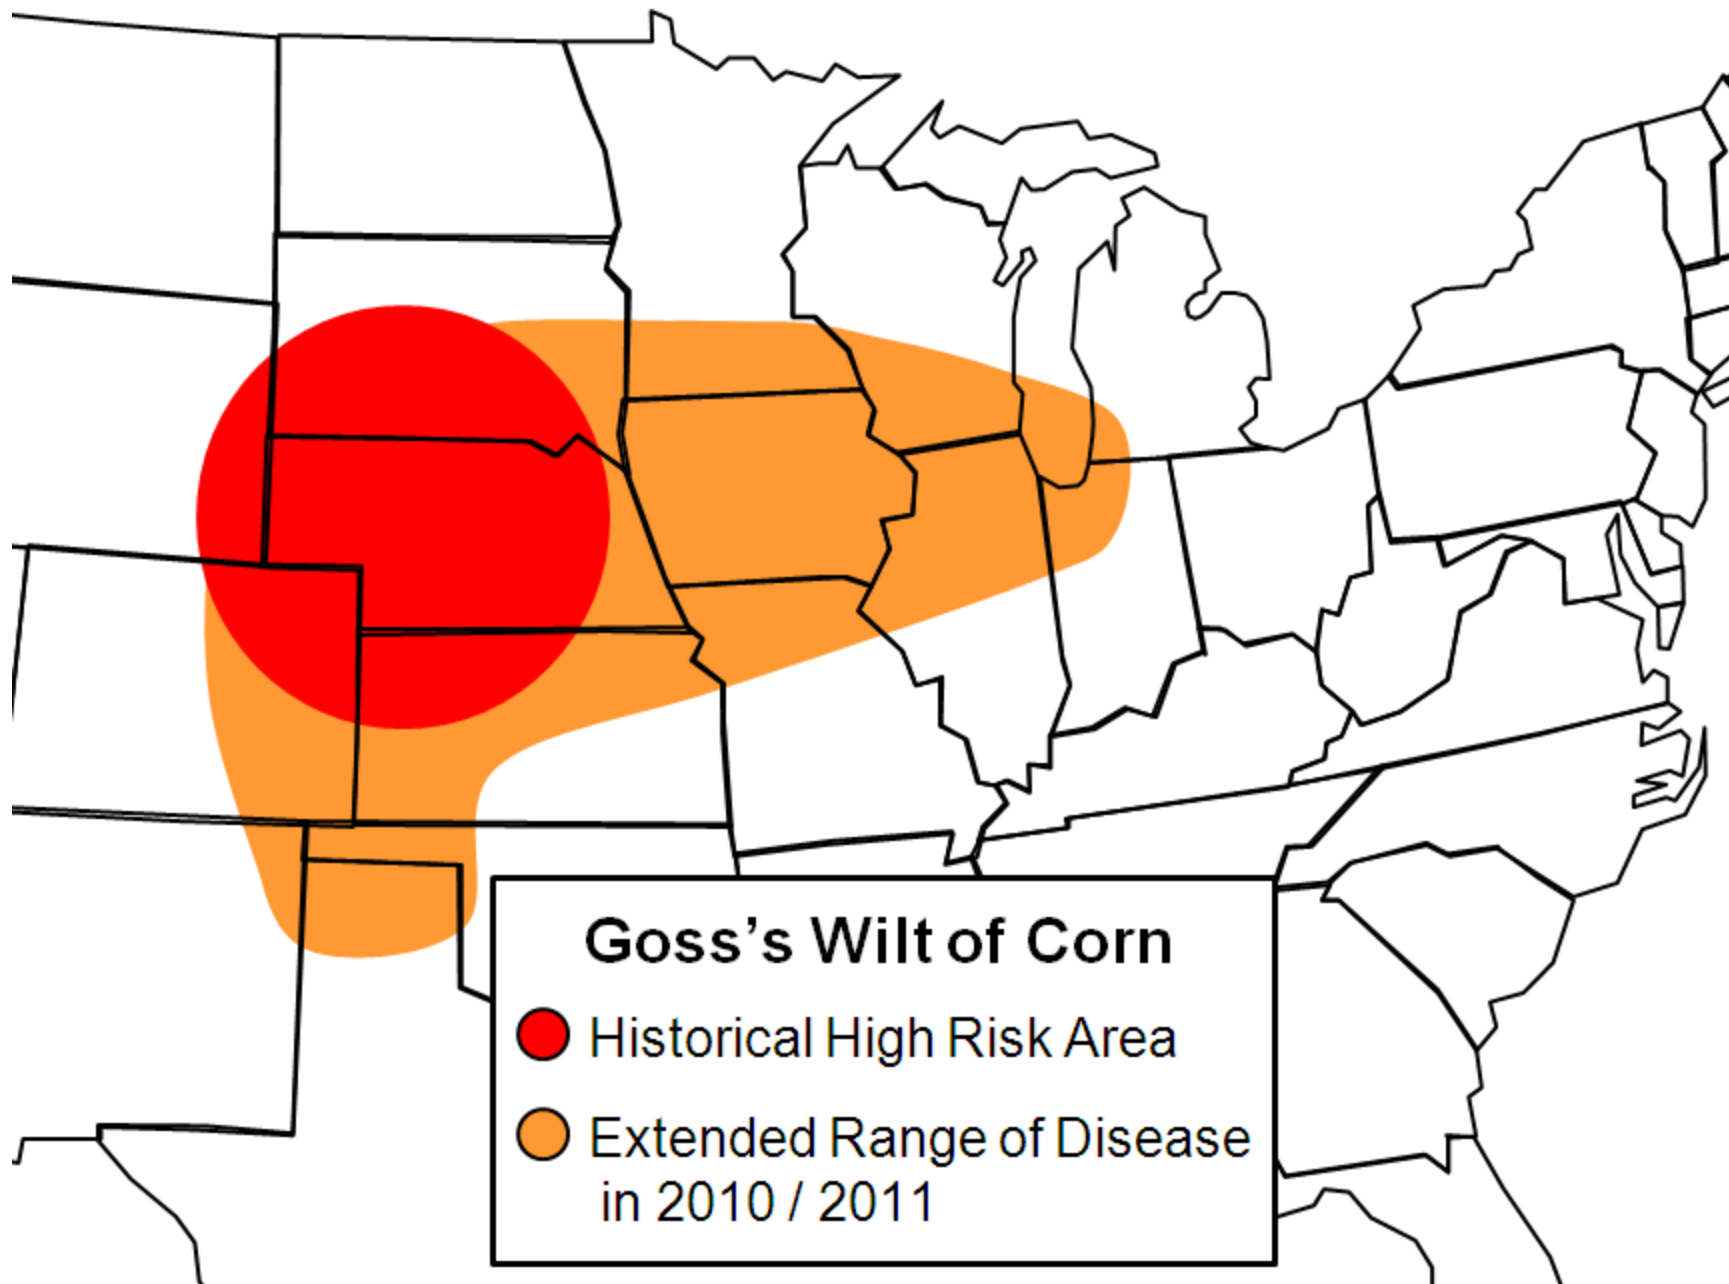 Goss’s Wilt of Corn
Historical High Risk Area
Extended Range of Disease
in 2010 / 2011